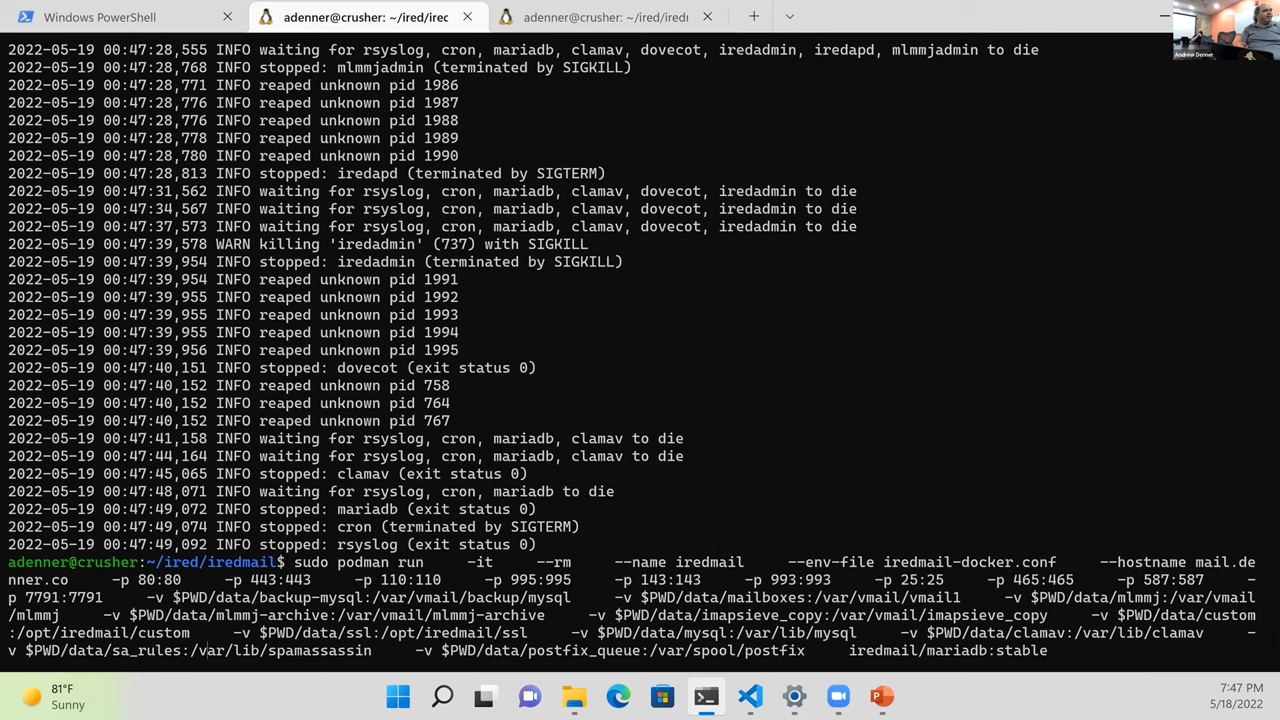 Windows PowerShell
adenner@crusher: ~/ired/irec
adenner@crusher: ~/ired/iredr
2022-05-19 00:47:28,555 INFO waiting for rsyslog, cron, mariadb, clamav, dovecot, iredadmin, iredapd, mlmmjadmin to die
2022-05-19 00:47:28,768 INFO stopped: mlmmjadmin (terminated by SIGKILL)
2022-05-19 00:47:28,771 INFO reaped unknown pid 1986
2022-05-19 00:47:28,776 INFO reaped unknown pid 1987
2022-05-19 00:47:28,776 INFO reaped unknown pid 1988
2022-05-19 00:47:28,778 INFO reaped unknown pid 1989
2022-05-19 00:47:28,780 INFO reaped unknown pid 1990
2022-05-19 00:47:28,813 INFO stopped: iredapd (terminated by SIGTERM)
2022-05-19 00:47:31,562 INFO waiting for rsyslog, cron, mariadb, clamav, dovecot, iredadmin to die
2022-05-19 00:47:34,567 INFO waiting for rsyslog, cron, mariadb, clamav, dovecot, iredadmin to die
2022-05-19 00:47:37,573 INFO waiting for rsyslog, cron, mariadb, clamav, dovecot, iredadmin to die
2022-05-19 00:47:39,578 WARN killing 'iredadmin' (737) with SIGKILL
2022-05-19 00:47:39,954 INFO stopped: iredadmin (terminated by SIGKILL)
2022-05-19 00:47:39,954 INFO reaped unknown pid 1991
2022-05-19 00:47:39,955 INFO reaped unknown pid 1992
2022-05-19 00:47:39,955 INFO reaped unknown pid 1993
2022-05-19 00:47:39,955 INFO reaped unknown pid 1994
2022-05-19 00:47:39,956 INFO reaped unknown pid 1995
2022-05-19 00:47:40,151 INFO stopped: dovecot (exit status 0)
2022-05-19 00:47:40,152 INFO reaped unknown pid 758
2022-05-19 00:47:40,152 INFO reaped unknown pid 764
2022-05-19 00:47:40,152 INFO reaped unknown pid 767
2022-05-19 00:47:41,158 INFO waiting for rsyslog, cron, mariadb, clamav to die
2022-05-19 00:47:44,164 INFO waiting for rsyslog, cron, mariadb, clamav to die
2022-05-19 00:47:45,065 INFO stopped: clamav (exit status 0)
2022-05-19 00:47:48,071 INFO waiting for rsyslog, cron, mariadb to die
2022-05-19 00:47:49,072 INFO stopped: mariadb (exit status 0)
2022-05-19 00:47:49,074 INFO stopped: cron (terminated by SIGTERM)
2022-05-19 00:47:49,092 INFO stopped: rsyslog (exit status 0)
adenner@crusher:~/ired/iredmail$ sudo podman run     -it     --rm     --name iredmail     --env-file iredmail-docker.conf     --hostname mail.de
nner.co     -p 80:80     -p 443:443     -p 110:110     -p 995:995     -p 143:143     -p 993:993     -p 25:25     -p 465:465     -p 587:587     -
p 7791:7791     -v $PWD/data/backup-mysql:/var/vmail/backup/mysql     -v $PWD/data/mailboxes:/var/vmail/vmail1     -v $PWD/data/mlmmj:/var/vmail
/mlmmj     -v $PWD/data/mlmmj-archive:/var/vmail/mlmmj-archive     -v $PWD/data/imapsieve_copy:/var/vmail/imapsieve_copy     -v $PWD/data/custom
:/opt/iredmail/custom     -v $PWD/data/ssl:/opt/iredmail/ssl     -v $PWD/data/mysql:/var/lib/mysql     -v $PWD/data/clamav:/var/lib/clamav     -
v $PWD/data/sa_rules:/var/lib/spamassassin     -v $PWD/data/postfix_queue:/var/spool/postfix     iredmail/mariadb:stable
Andrew Denner
81°F
Sunny
7:47 PM
5/18/2022